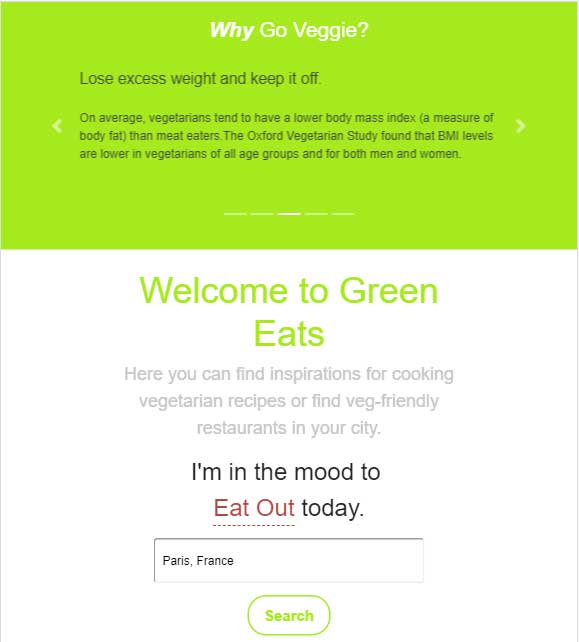 Why Go Veggie?
Lose excess weight and keep it off.
On average, vegetarians tend to have a lower body mass index (a measure of
body fat) than meat eaters.The Oxford Vegetarian Study found that BMI levels
are lower in vegetarians of all age groups and for both men and women.
Welcome to Green
Eats
Here you can find inspirations for cooking
vegetarian recipes or find veg-friendly
restaurants in your city.
I'm in the mood to
Eat Out today.
Paris, France
Search